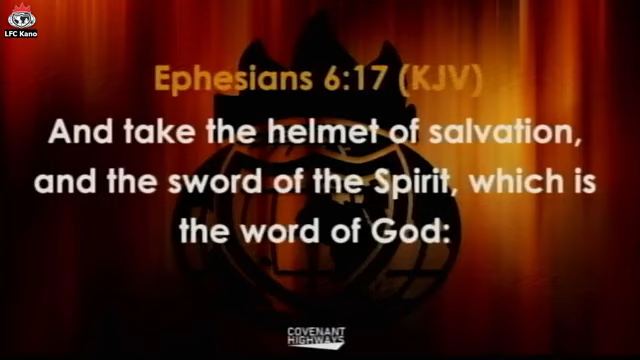 LFC Kano
Ephesians 6:17 (KJV)
And take the helmet of salvation,
and the sword of the Spirit, which is
the word of God:
COVENANT
HIGHWAYS